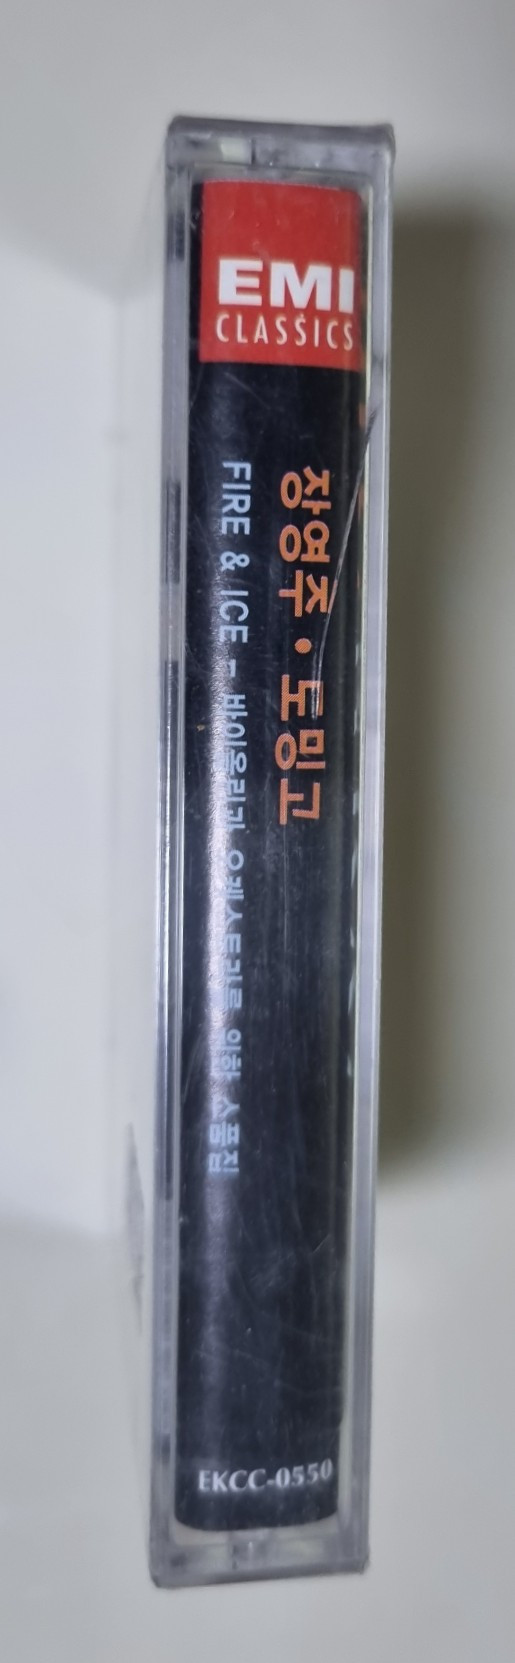 EMI
CLASSICS
장영주 • 도밍고
FIRE & ICE - 바이올린과 오케스트라를 위한 소품집
EKCC-0550